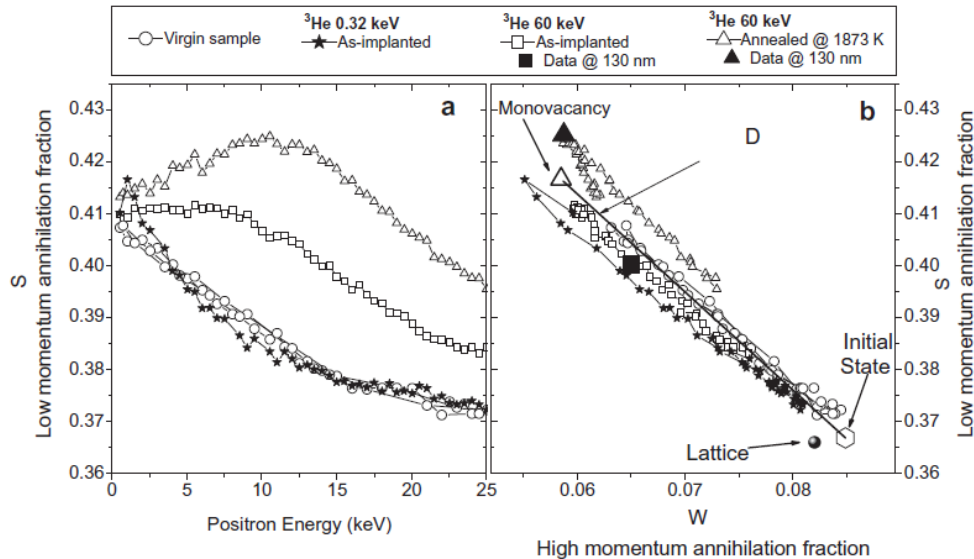 ³He 0.32 keV ³He 60 keV ³He 60 keV
Virgin sample As-implanted As-implanted Annealed @ 1873 K
Data @ 130 nm Data @ 130 nm
a
Low momentum annihilation fraction
S
0.43
0.42
0.41
0.40
0.39
0.38
0.37
0.36
0 5 10 15 20 25
Positron Energy (keV)
b
Monovacancy
D
Initial
State
Lattice
0.43
0.42
0.41
0.40
0.39
0.38
0.37
0.36
S
Low momentum annihilation fraction
0.06 0.07 0.08
W
High momentum annihilation fraction